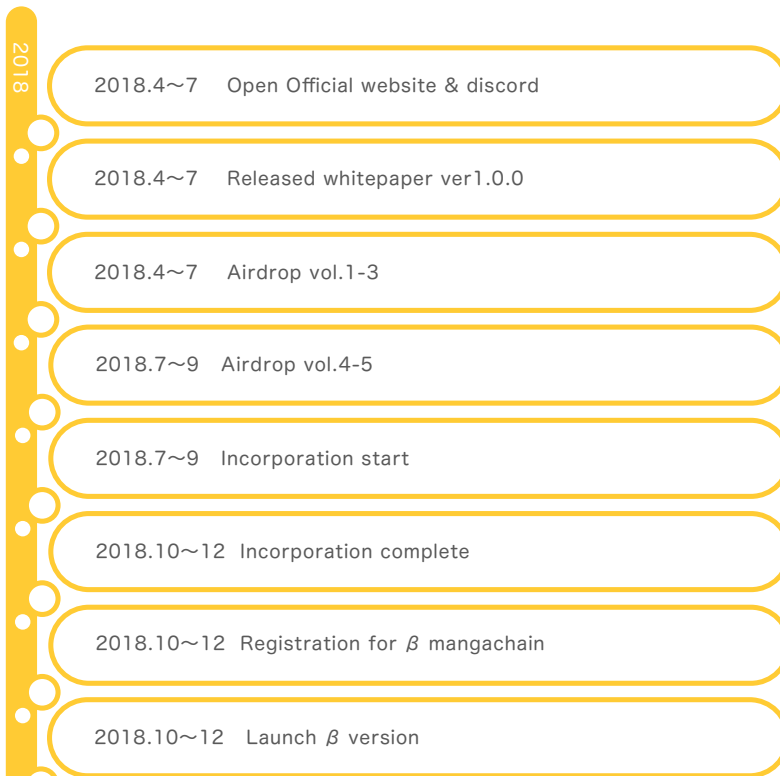 2018
2018.4〜7 Open Official website & discord
2018.4〜7 Released whitepaper ver1.0.0
2018.4〜7 Airdrop vol.1-3
2018.7〜9 Airdrop vol.4-5
2018.7〜9 Incorporation start
2018.10〜12 Incorporation complete
2018.10〜12 Registration for β mangachain
2018.10〜12 Launch β version